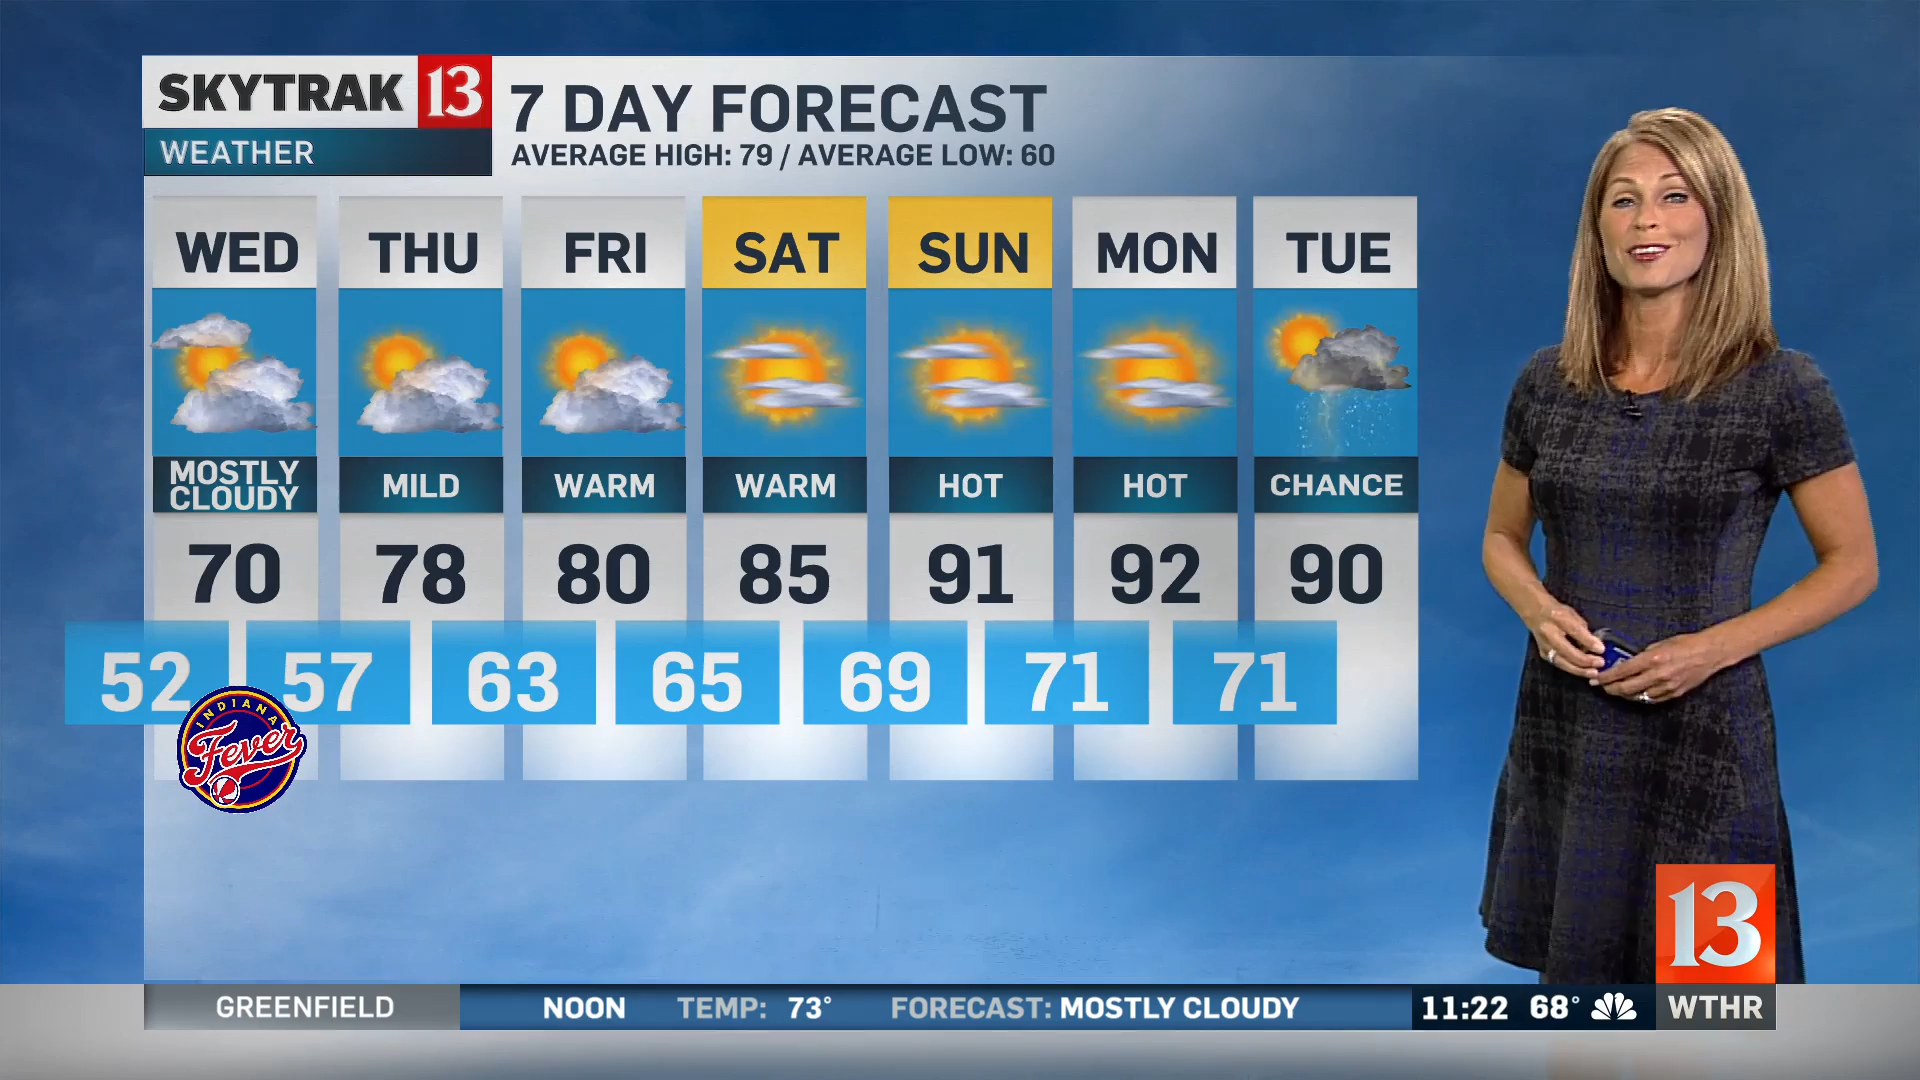 SKYTRAK 13
WEATHER
7 DAY FORECAST
AVERAGE HIGH: 79 / AVERAGE LOW: 60
WED THU FRI SAT SUN MON TUE
MOSTLY CLOUDY MILD WARM WARM HOT HOT CHANCE
70 78 80 85 91 92 90
52 57 63 65 69 71 71
INDIANA
Fever
13
GREENFIELD NOON TEMP: 73° FORECAST: MOSTLY CLOUDY 11:22 68° WTHR